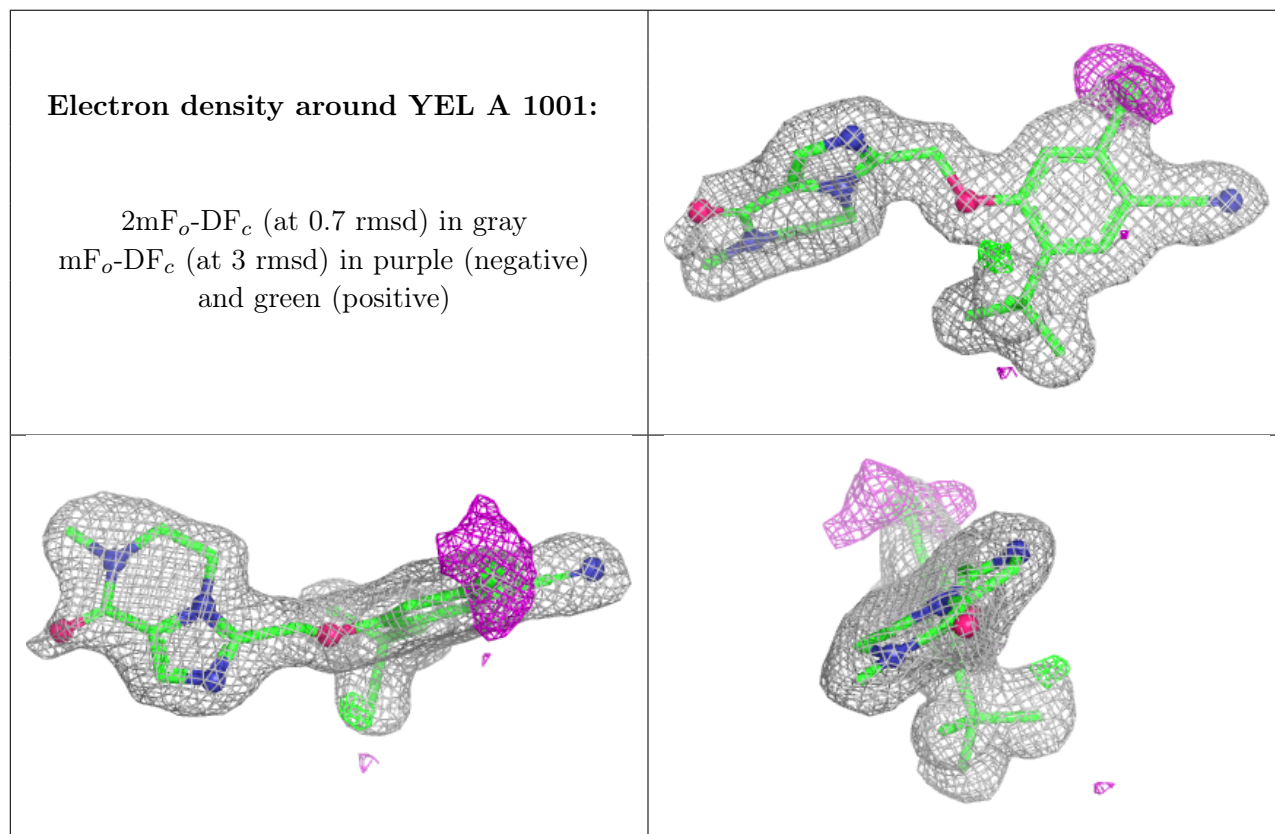 Electron density around YEL A 1001:
2mFo-DFc (at 0.7 rmsd) in gray
mFo-DFc (at 3 rmsd) in purple (negative)
and green (positive)